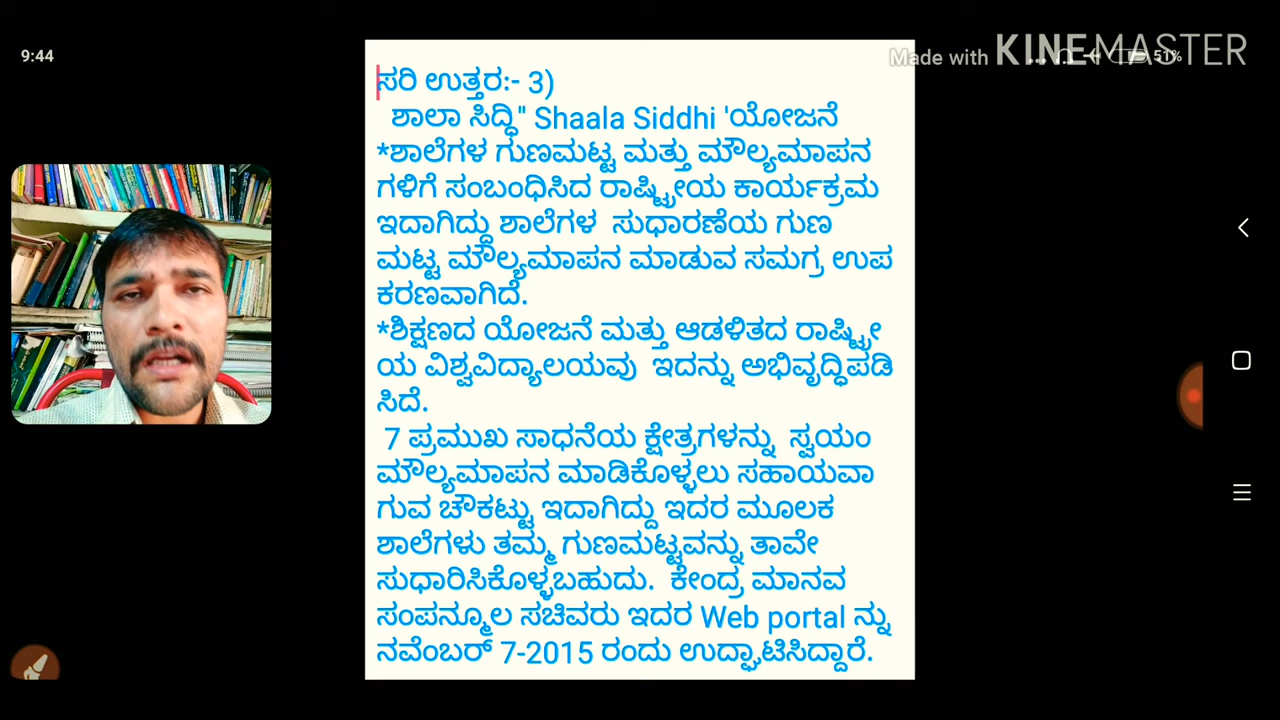 9:44
Made with KINEMASTER
51%
ಸರಿ ಉತ್ತರ:- 3)
ಶಾಲಾ ಸಿದ್ಧಿ" Shaala Siddhi 'ಯೋಜನೆ
*ಶಾಲೆಗಳ ಗುಣಮಟ್ಟ ಮತ್ತು ಮೌಲ್ಯಮಾಪನ
ಗಳಿಗೆ ಸಂಬಂಧಿಸಿದ ರಾಷ್ಟ್ರೀಯ ಕಾರ್ಯಕ್ರಮ
ಇದಾಗಿದ್ದು ಶಾಲೆಗಳ ಸುಧಾರಣೆಯ ಗುಣ
ಮಟ್ಟ ಮೌಲ್ಯಮಾಪನ ಮಾಡುವ ಸಮಗ್ರ ಉಪ
ಕರಣವಾಗಿದೆ.
*ಶಿಕ್ಷಣದ ಯೋಜನೆ ಮತ್ತು ಆಡಳಿತದ ರಾಷ್ಟ್ರೀ
ಯ ವಿಶ್ವವಿದ್ಯಾಲಯವು ಇದನ್ನು ಅಭಿವೃದ್ಧಿಪಡಿ
ಸಿದೆ.
7 ಪ್ರಮುಖ ಸಾಧನೆಯ ಕ್ಷೇತ್ರಗಳನ್ನು ಸ್ವಯಂ
ಮೌಲ್ಯಮಾಪನ ಮಾಡಿಕೊಳ್ಳಲು ಸಹಾಯವಾ
ಗುವ ಚೌಕಟ್ಟು ಇದಾಗಿದ್ದು ಇದರ ಮೂಲಕ
ಶಾಲೆಗಳು ತಮ್ಮ ಗುಣಮಟ್ಟವನ್ನು ತಾವೇ
ಸುಧಾರಿಸಿಕೊಳ್ಳಬಹುದು. ಕೇಂದ್ರ ಮಾನವ
ಸಂಪನ್ಮೂಲ ಸಚಿವರು ಇದರ Web portal ನ್ನು
ನವೆಂಬರ್ 7-2015 ರಂದು ಉದ್ಘಾಟಿಸಿದ್ದಾರೆ.